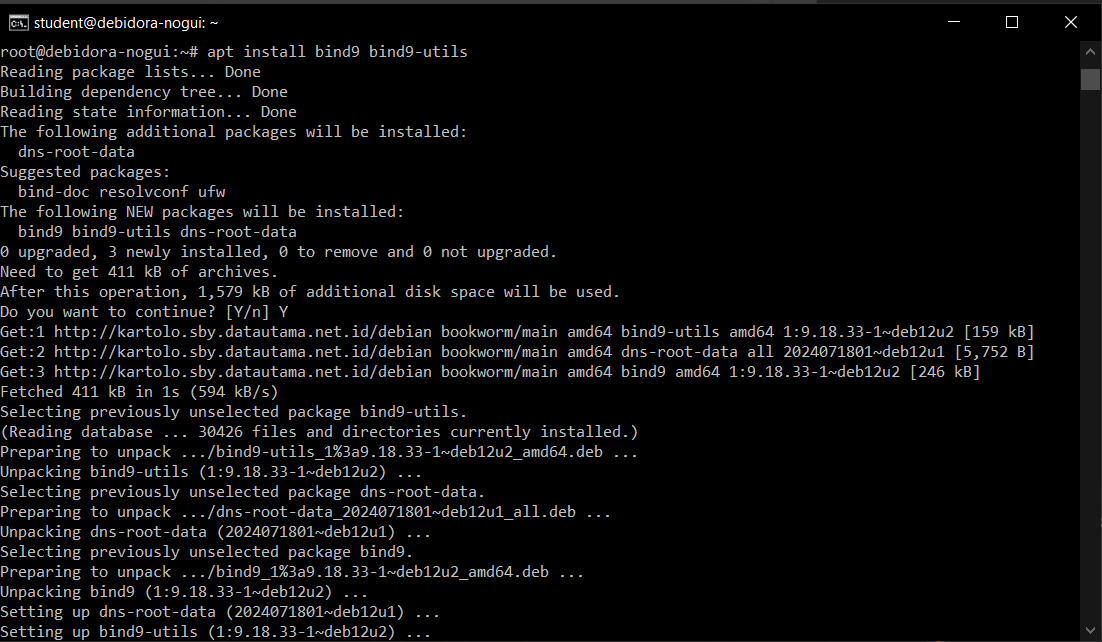 student@debidora-nogui: ~
root@debidora-nogui:~# apt install bind9 bind9-utils
Reading package lists... Done
Building dependency tree... Done
Reading state information... Done
The following additional packages will be installed:
  dns-root-data
Suggested packages:
  bind-doc resolvconf ufw
The following NEW packages will be installed:
  bind9 bind9-utils dns-root-data
0 upgraded, 3 newly installed, 0 to remove and 0 not upgraded.
Need to get 411 kB of archives.
After this operation, 1,579 kB of additional disk space will be used.
Do you want to continue? [Y/n] Y
Get:1 http://kartolo.sby.datautama.net.id/debian bookworm/main amd64 bind9-utils amd64 1:9.18.33-1~deb12u2 [159 kB]
Get:2 http://kartolo.sby.datautama.net.id/debian bookworm/main amd64 dns-root-data all 2024071801~deb12u1 [5,752 B]
Get:3 http://kartolo.sby.datautama.net.id/debian bookworm/main amd64 bind9 amd64 1:9.18.33-1~deb12u2 [246 kB]
Fetched 411 kB in 1s (594 kB/s)
Selecting previously unselected package bind9-utils.
(Reading database ... 30426 files and directories currently installed.)
Preparing to unpack .../bind9-utils_1%3a9.18.33-1~deb12u2_amd64.deb ...
Unpacking bind9-utils (1:9.18.33-1~deb12u2) ...
Selecting previously unselected package dns-root-data.
Preparing to unpack .../dns-root-data_2024071801~deb12u1_all.deb ...
Unpacking dns-root-data (2024071801~deb12u1) ...
Selecting previously unselected package bind9.
Preparing to unpack .../bind9_1%3a9.18.33-1~deb12u2_amd64.deb ...
Unpacking bind9 (1:9.18.33-1~deb12u2) ...
Setting up dns-root-data (2024071801~deb12u1) ...
Setting up bind9-utils (1:9.18.33-1~deb12u2) ...